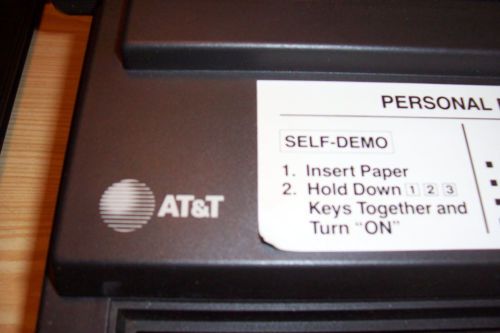 PERSONAL
SELF-DEMO
1. Insert Paper
2. Hold Down 1 2 3
Keys Together and
Turn "ON"
AT&T